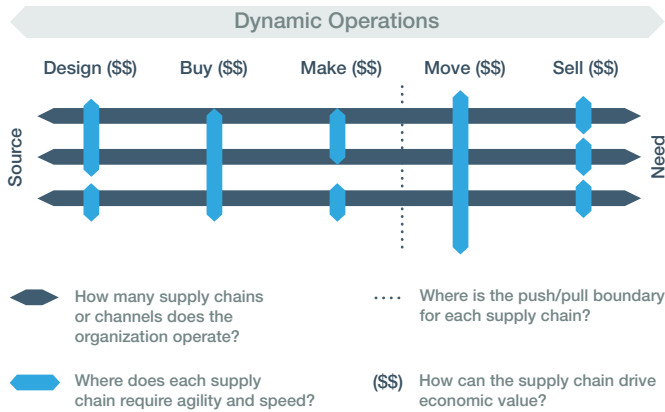 Dynamic Operations
Design ($$) Buy ($$) Make ($$) Move ($$) Sell ($$)
Source
Need
How many supply chains
or channels does the
organization operate?
Where is the push/pull boundary
for each supply chain?
Where does each supply
chain require agility and speed?
($$) How can the supply chain drive
economic value?